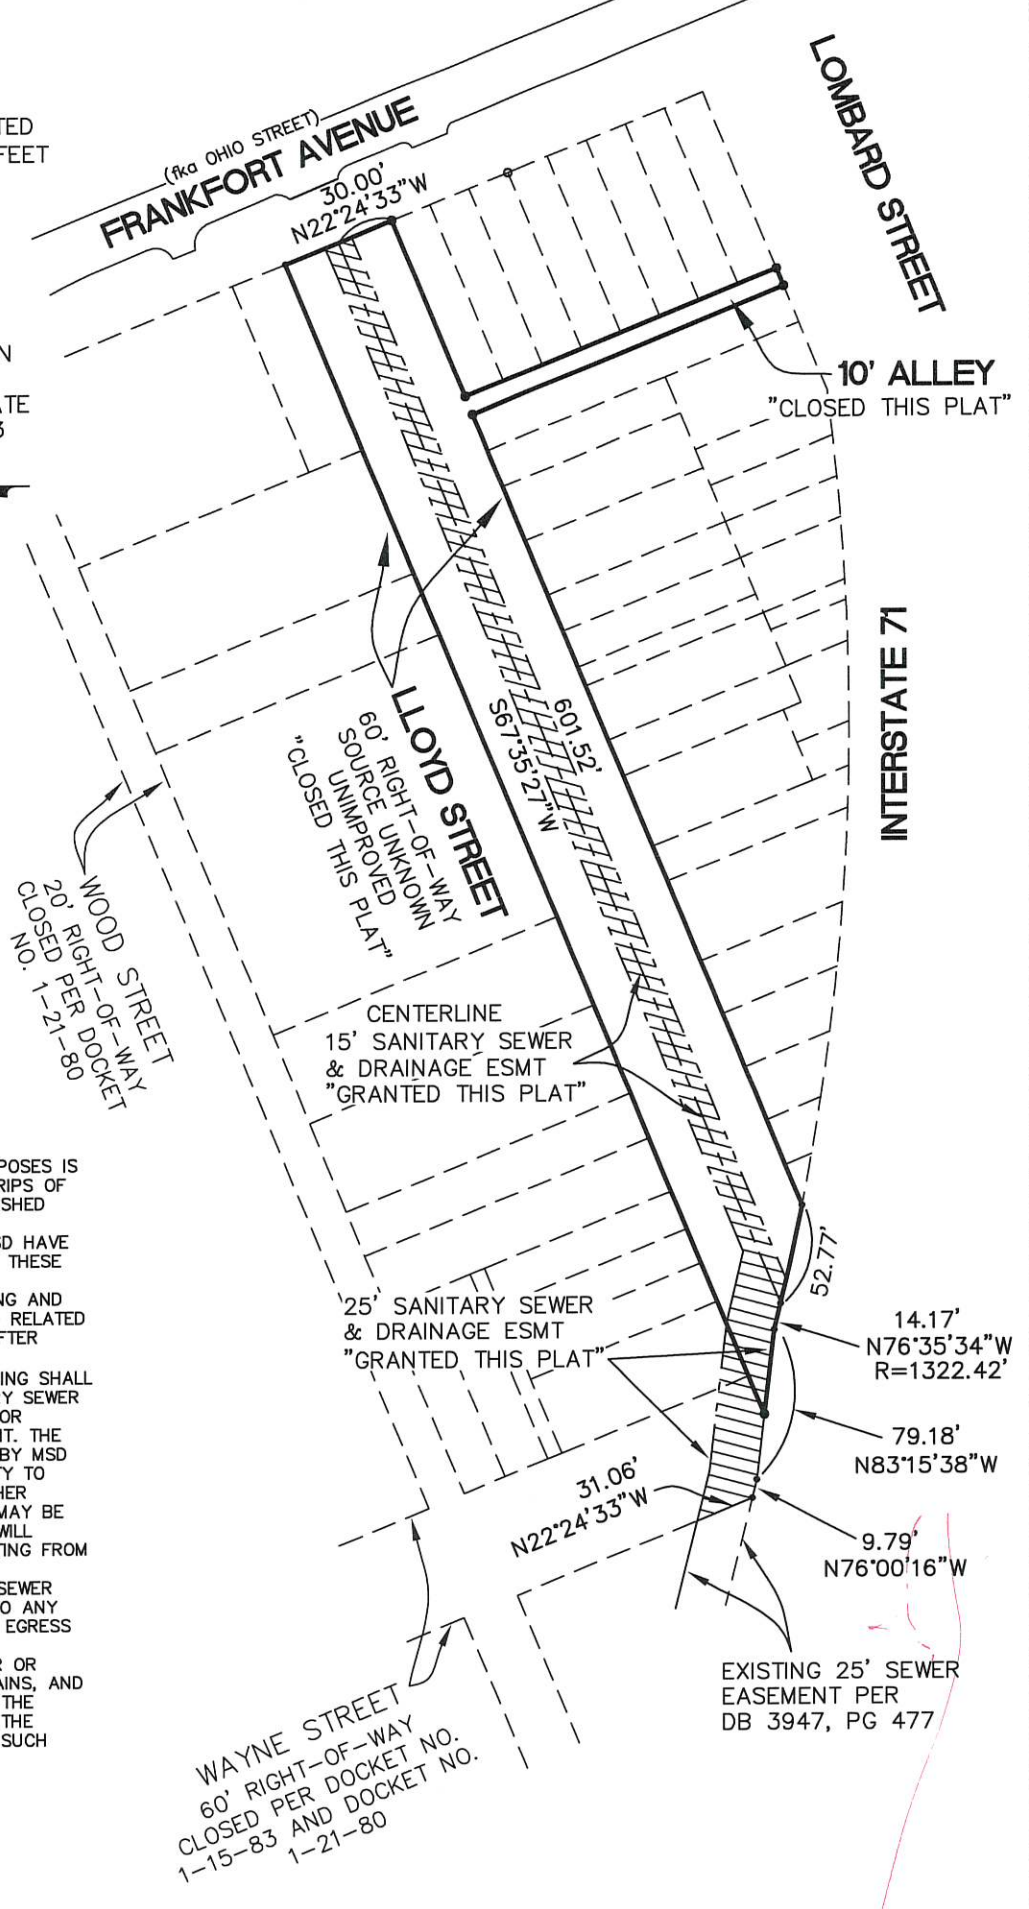 TED
FEET
(fka OHIO STREET)
FRANKFORT AVENUE
30.00'
N22°24'33"W
LOMBARD STREET
N
TE
3
10' ALLEY
"CLOSED THIS PLAT"
INTERSTATE 71
LLOYD STREET
60' RIGHT-OF-WAY
SOURCE UNKNOWN
UNIMPROVED
"CLOSED THIS PLAT"
601.52'
S67°35'27"W
WOOD STREET
20' RIGHT-OF-WAY
CLOSED PER DOCKET
NO. 1-21-80
CENTERLINE
15' SANITARY SEWER
& DRAINAGE ESMT
"GRANTED THIS PLAT"
POSES IS
RIPS OF
SHED
SD HAVE
THESE
NG AND
RELATED
FTER
ING SHALL
RY SEWER
OR
IT. THE
BY MSD
TY TO
HER
MAY BE
WILL
TING FROM
SEWER
O ANY
EGRESS
R OR
AINS, AND
THE
THE
SUCH
25' SANITARY SEWER
& DRAINAGE ESMT
"GRANTED THIS PLAT"
52.77'
14.17'
N76°35'34"W
R=1322.42'
79.18'
N83°15'38"W
31.06'
N22°24'33"W
9.79'
N76°00'16"W
EXISTING 25' SEWER
EASEMENT PER
DB 3947, PG 477
WAYNE STREET
60' RIGHT-OF-WAY
CLOSED PER DOCKET NO.
1-15-83 AND DOCKET NO.
1-21-80